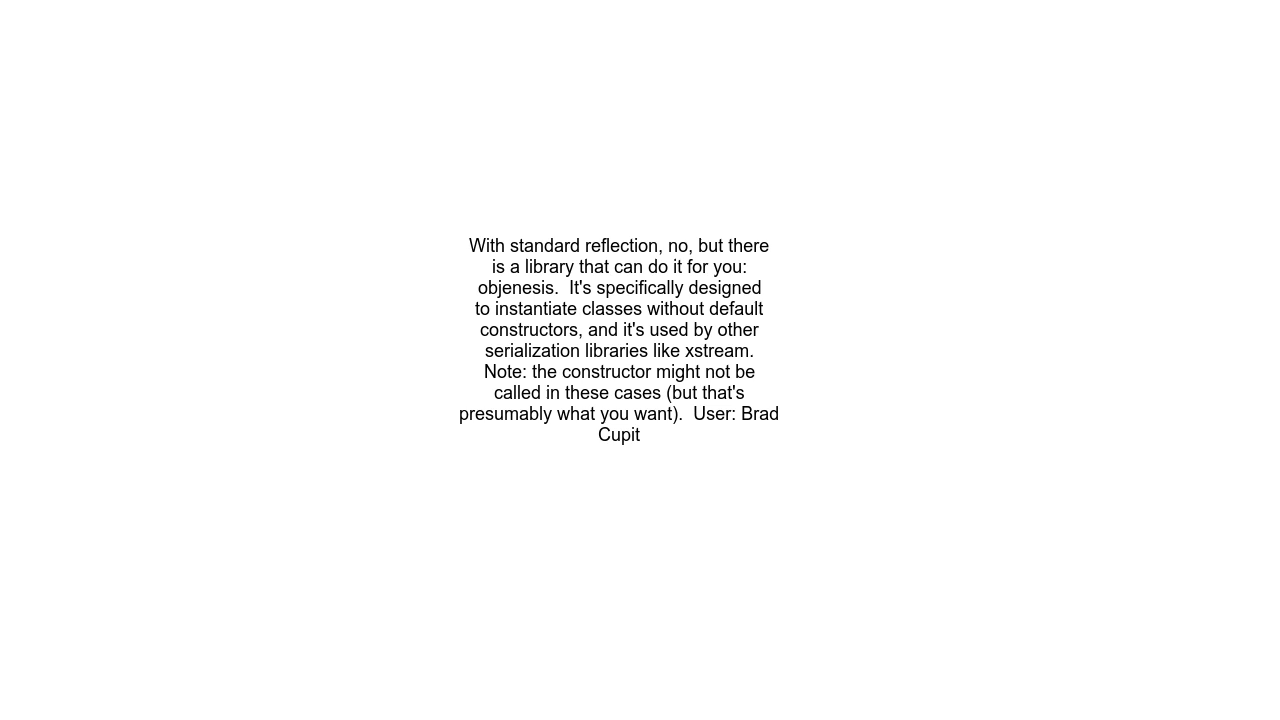 With standard reflection, no, but there
is a library that can do it for you:
objenesis.  It's specifically designed
to instantiate classes without default
constructors, and it's used by other
serialization libraries like xstream.
Note: the constructor might not be
called in these cases (but that's
presumably what you want).  User: Brad
Cupit